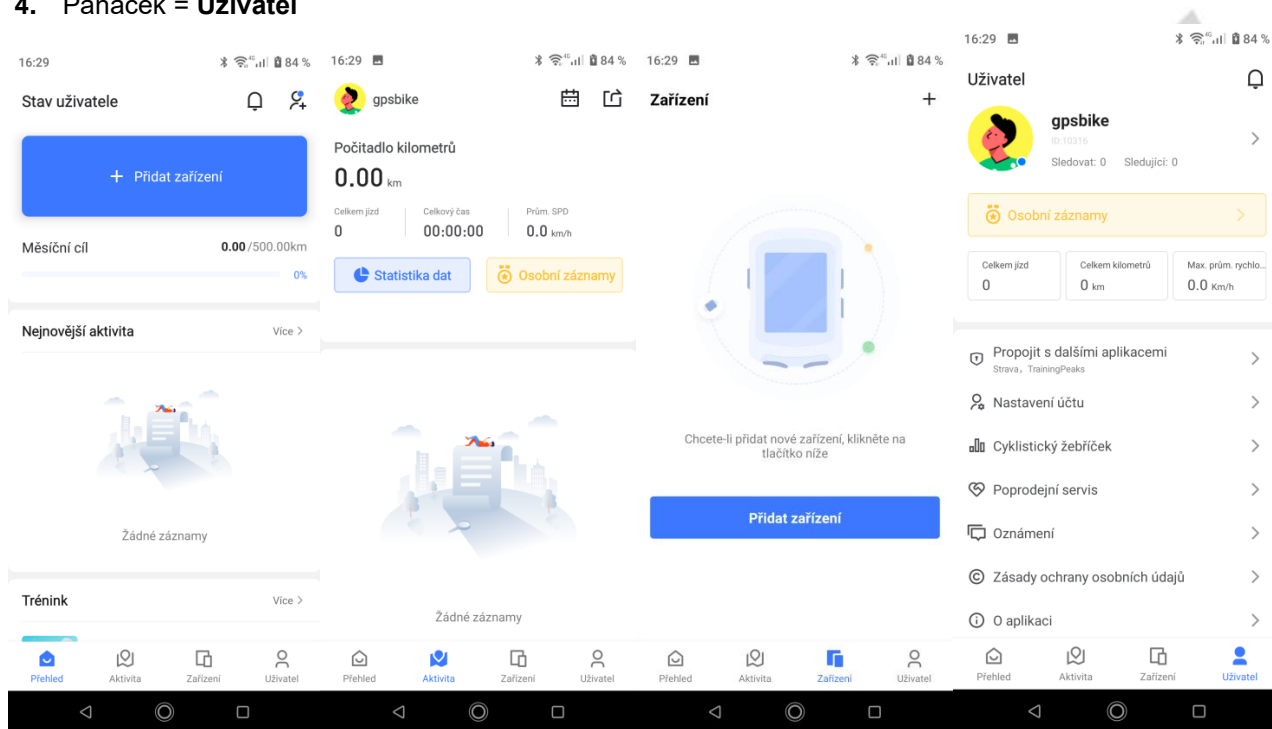 4. Panáček = Uživatel
16:29 84 %
Stav uživatele
+ Přidat zařízení
Měsíční cíl 0.00/500.00km
0%
Nejnovější aktivita Více >
Žádné záznamy
Trénink Více >
Přehled Aktivita Zařízení Uživatel
16:29 84 %
gpsbike
Počitadlo kilometrů
0.00 km
Celkem jízd Celkový čas Prům. SPD
0 00:00:00 0.0 km/h
Statistika dat Osobní záznamy
Žádné záznamy
Přehled Aktivita Zařízení Uživatel
16:29 84 %
Zařízení +
Chcete-li přidat nové zařízení, klikněte na
tlačítko níže
Přidat zařízení
Přehled Aktivita Zařízení Uživatel
16:29 84 %
Uživatel
gpsbike
ID:10316
Sledovat: 0 Sledující: 0
Osobní záznamy >
Celkem jízd Celkem kilometrů Max. prům. rychlo...
0 0 km 0.0 Km/h
Propojit s dalšími aplikacemi >
Strava, TrainingPeaks
Nastavení účtu >
Cyklistický žebříček >
Poprodejní servis >
Oznámení >
Zásady ochrany osobních údajů >
O aplikaci >
Přehled Aktivita Zařízení Uživatel